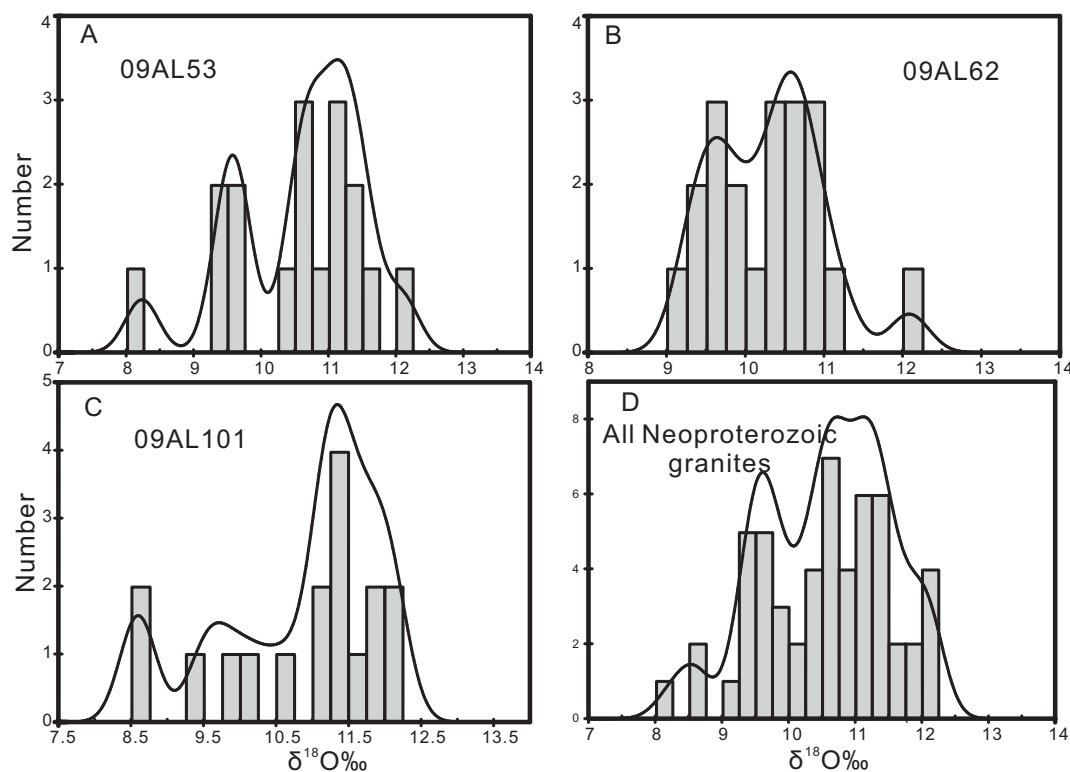 A
09AL53
Number
4
3
2
1
0
7 8 9 10 11 12 13 14
B
09AL62
4
3
2
1
0
8 9 10 11 12 13 14
C
09AL101
Number
5
4
3
2
1
0
7.5 8.5 9.5 10.5 11.5 12.5 13.5
δ¹⁸O‰
D
All Neoproterozoic
granites
8
6
4
2
0
7 8 9 10 11 12 13 14
δ¹⁸O‰